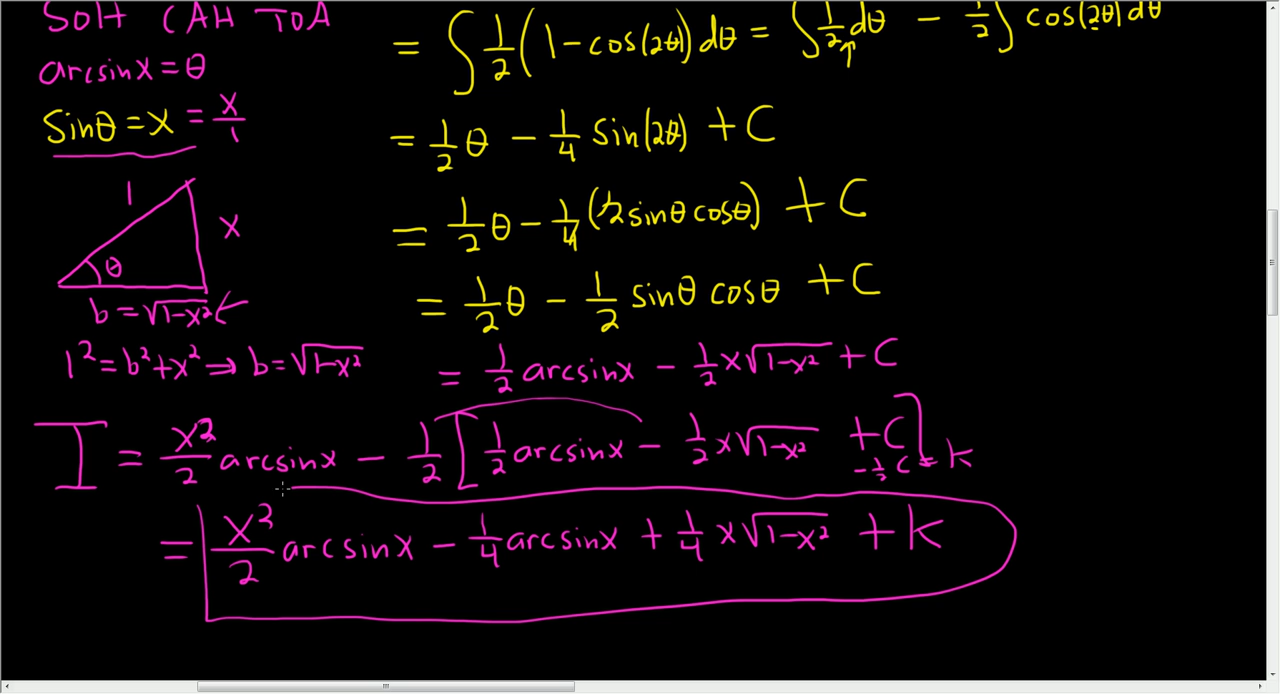 SOH CAH TOA
arcsinx = θ
sinθ = x = x/1
1
x
θ
b = √(1-x²) ←
1² = b² + x² ⇒ b = √(1-x²)
= ∫ 1/2 (1 - cos(2θ)) dθ = ∫ 1/2 dθ - 1/2 ∫ cos(2θ) dθ
= 1/2 θ - 1/4 sin(2θ) + C
= 1/2 θ - 1/4 (2 sinθ cosθ) + C
= 1/2 θ - 1/2 sinθ cosθ + C
= 1/2 arcsinx - 1/2 x√(1-x²) + C
I = x²/2 arcsinx - 1/2 [ 1/2 arcsinx - 1/2 x√(1-x²) + C ]
-1/2 C = K
= x²/2 arcsinx - 1/4 arcsinx + 1/4 x√(1-x²) + K